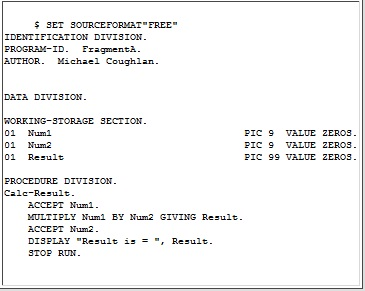 $ SET SOURCEFORMAT"FREE"
IDENTIFICATION DIVISION.
PROGRAM-ID. FragmentA.
AUTHOR. Michael Coughlan.
DATA DIVISION.
WORKING-STORAGE SECTION.
01 Num1 PIC 9 VALUE ZEROS.
01 Num2 PIC 9 VALUE ZEROS.
01 Result PIC 99 VALUE ZEROS.
PROCEDURE DIVISION.
Calc-Result.
ACCEPT Num1.
MULTIPLY Num1 BY Num2 GIVING Result.
ACCEPT Num2.
DISPLAY "Result is = ", Result.
STOP RUN.